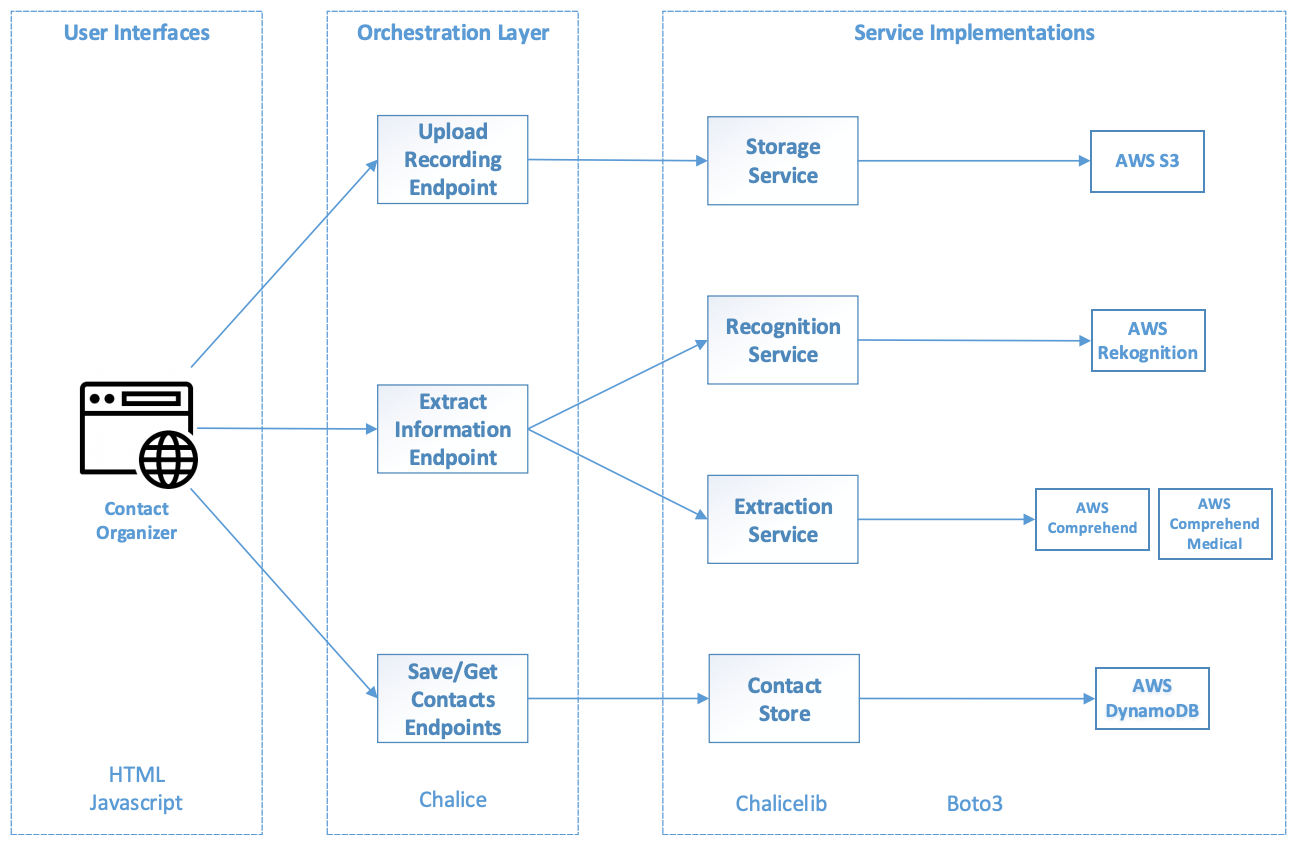 User Interfaces
Orchestration Layer
Service Implementations
Upload
Recording
Endpoint
Storage
Service
AWS S3
Recognition
Service
AWS
Rekognition
Contact
Organizer
Extract
Information
Endpoint
Extraction
Service
AWS
Comprehend
AWS
Comprehend
Medical
Save/Get
Contacts
Endpoints
Contact
Store
AWS
DynamoDB
HTML
Javascript
Chalice
Chalicelib
Boto3